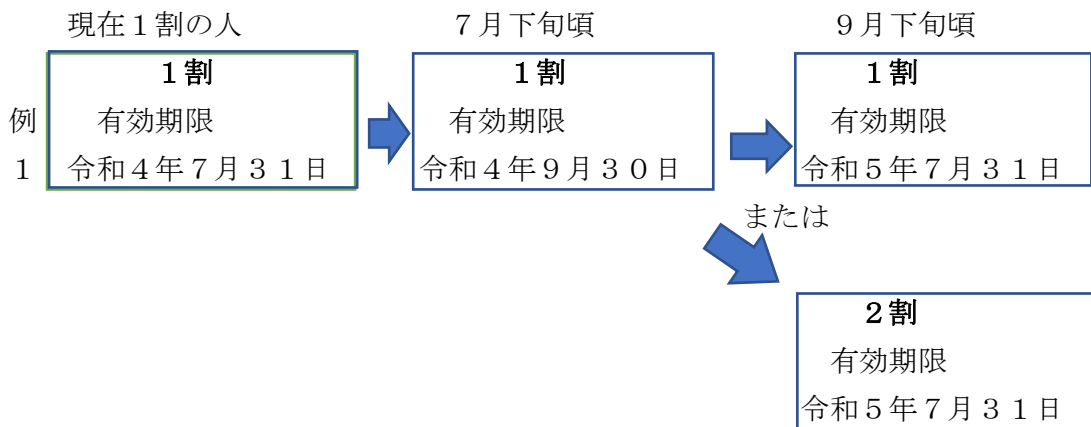 現在１割の人
７月下旬頃
９月下旬頃
例
１
１割
有効期限
令和４年７月３１日
１割
有効期限
令和４年９月３０日
１割
有効期限
令和５年７月３１日
または
２割
有効期限
令和５年７月３１日